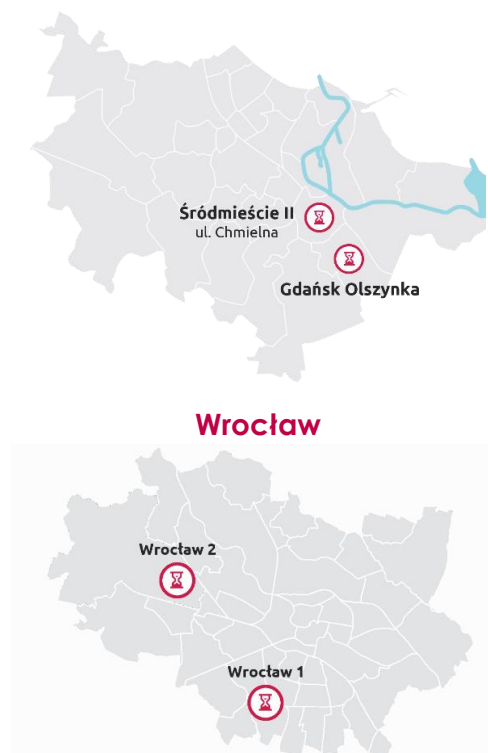 Śródmieście II
ul. Chmielna
Gdańsk Olszynka
Wrocław
Wrocław 2
Wrocław 1